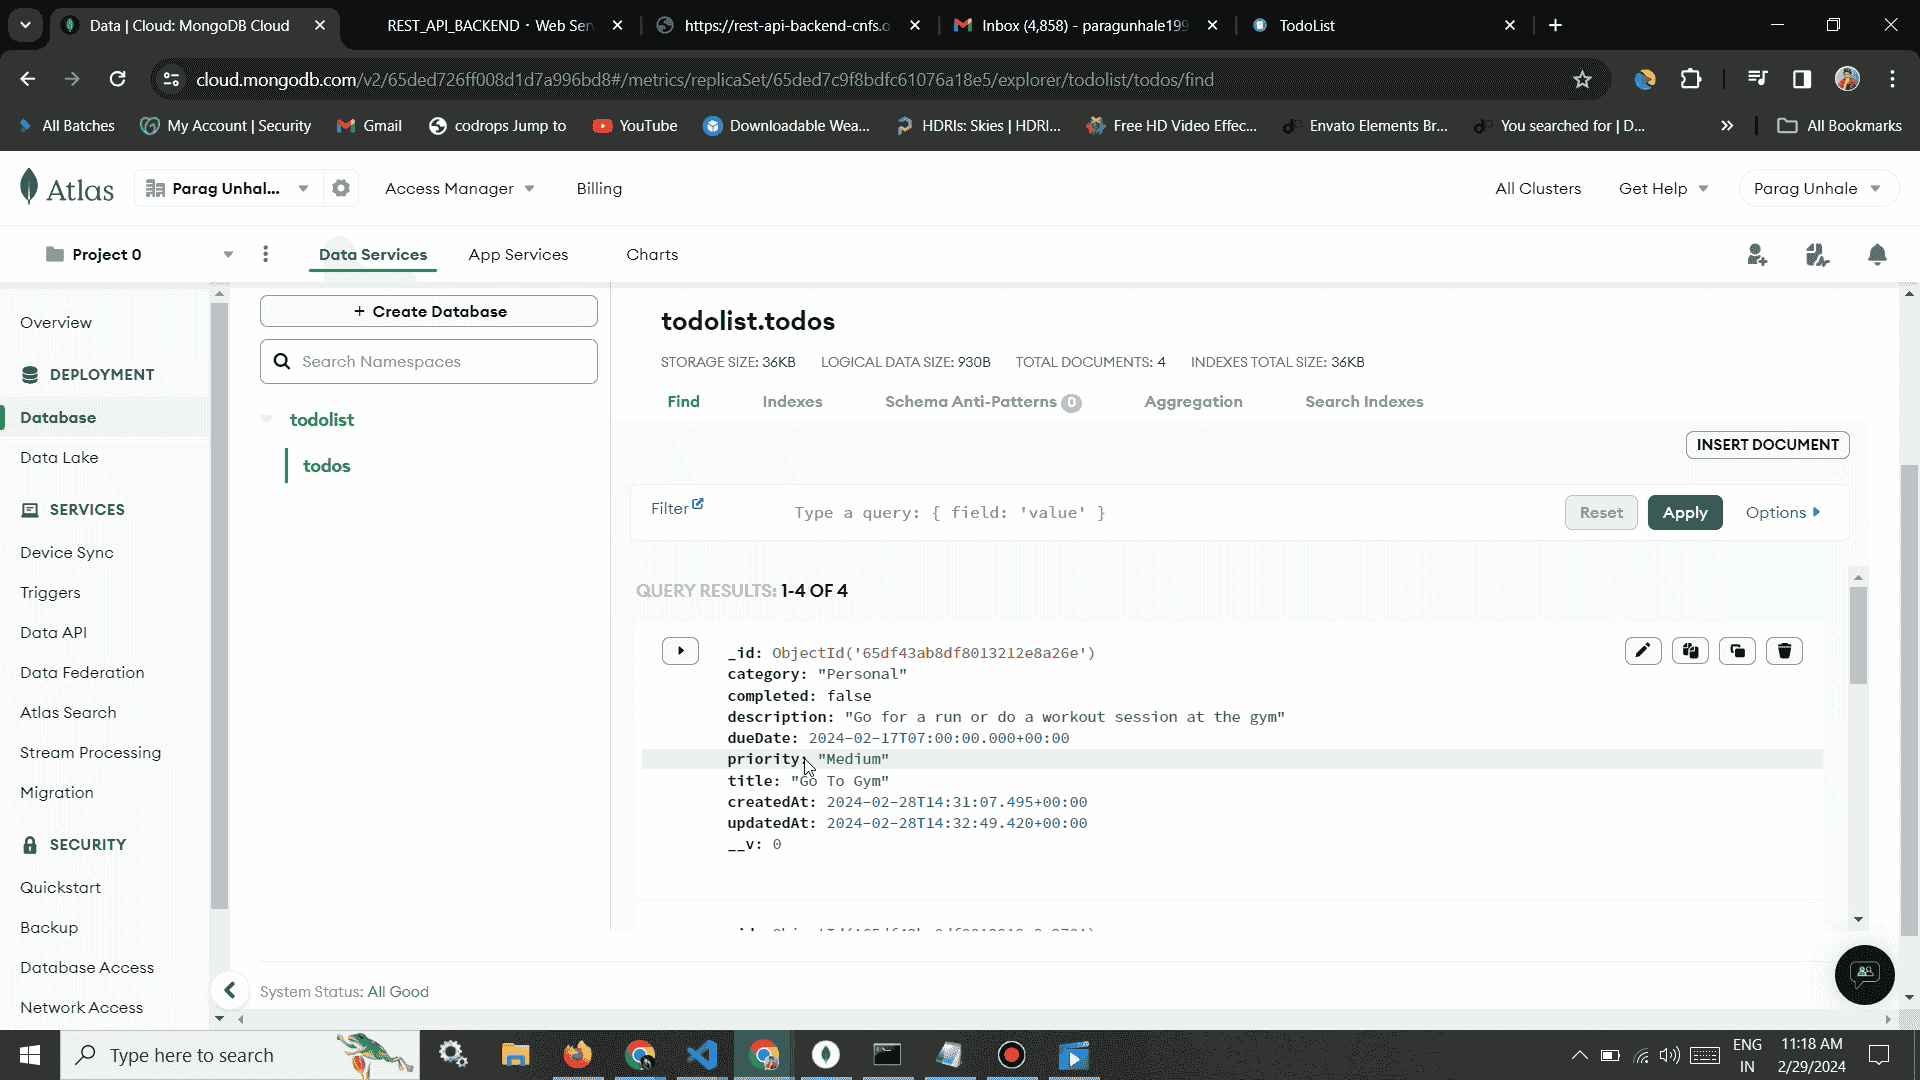 Data | Cloud: MongoDB Cloud
REST_API_BACKEND · Web Serv
https://rest-api-backend-cnfs.o
Inbox (4,858) - paragunhale199
TodoList
cloud.mongodb.com/v2/65ded726ff008d1d7a996bd8#/metrics/replicaSet/65ded7c9f8bdfc61076a18e5/explorer/todolist/todos/find
All Batches
My Account | Security
Gmail
codrops Jump to
YouTube
Downloadable Wea...
HDRIs: Skies | HDRI...
Free HD Video Effec...
Envato Elements Br...
You searched for | D...
All Bookmarks
Atlas
Parag Unhal...
Access Manager
Billing
All Clusters
Get Help
Parag Unhale
Project 0
Data Services
App Services
Charts
Overview
DEPLOYMENT
Database
Data Lake
SERVICES
Device Sync
Triggers
Data API
Data Federation
Atlas Search
Stream Processing
Migration
SECURITY
Quickstart
Backup
Database Access
Network Access
+ Create Database
Search Namespaces
todolist
todos
todolist.todos
STORAGE SIZE: 36KB LOGICAL DATA SIZE: 930B TOTAL DOCUMENTS: 4 INDEXES TOTAL SIZE: 36KB
Find
Indexes
Schema Anti-Patterns 0
Aggregation
Search Indexes
INSERT DOCUMENT
Filter
Type a query: { field: 'value' }
Reset
Apply
Options
QUERY RESULTS: 1-4 OF 4
_id: ObjectId('65df43ab8df8013212e8a26e')
category: "Personal"
completed: false
description: "Go for a run or do a workout session at the gym"
dueDate: 2024-02-17T07:00:00.000+00:00
priority: "Medium"
title: "Go To Gym"
createdAt: 2024-02-28T14:31:07.495+00:00
updatedAt: 2024-02-28T14:32:49.420+00:00
__v: 0
System Status: All Good
Type here to search
ENG
IN
11:18 AM
2/29/2024